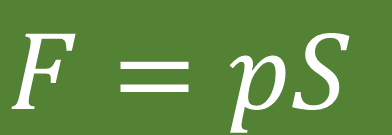 F = pS